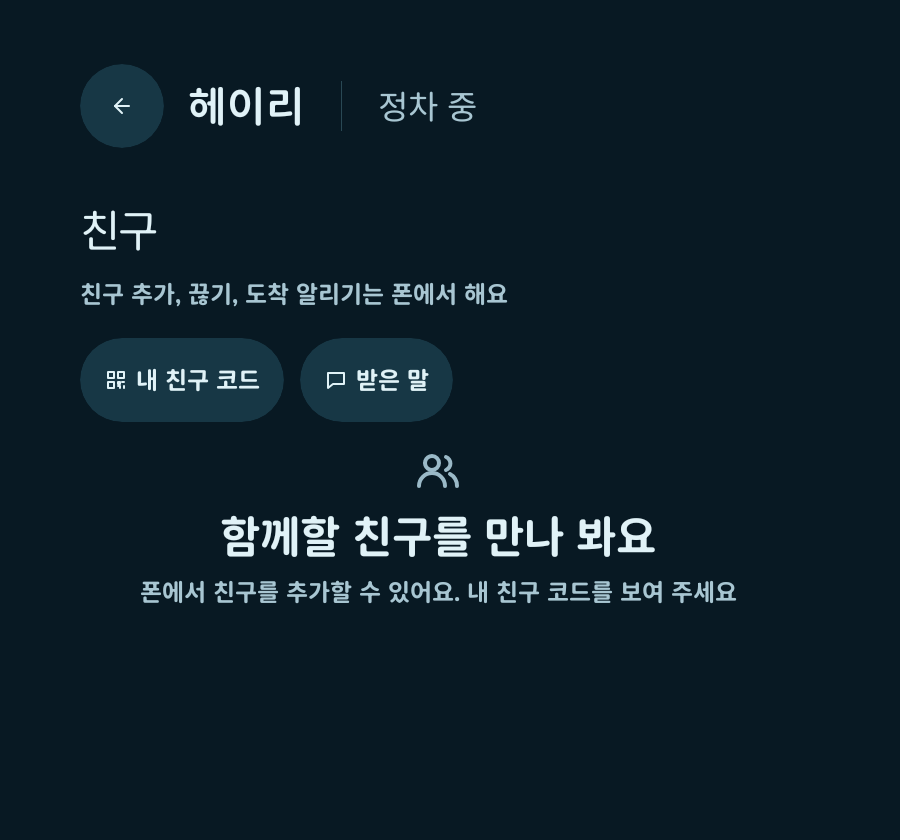 헤이리
정차 중
친구
친구 추가, 끊기, 도착 알리기는 폰에서 해요
내 친구 코드
받은 말
함께할 친구를 만나 봐요
폰에서 친구를 추가할 수 있어요. 내 친구 코드를 보여 주세요